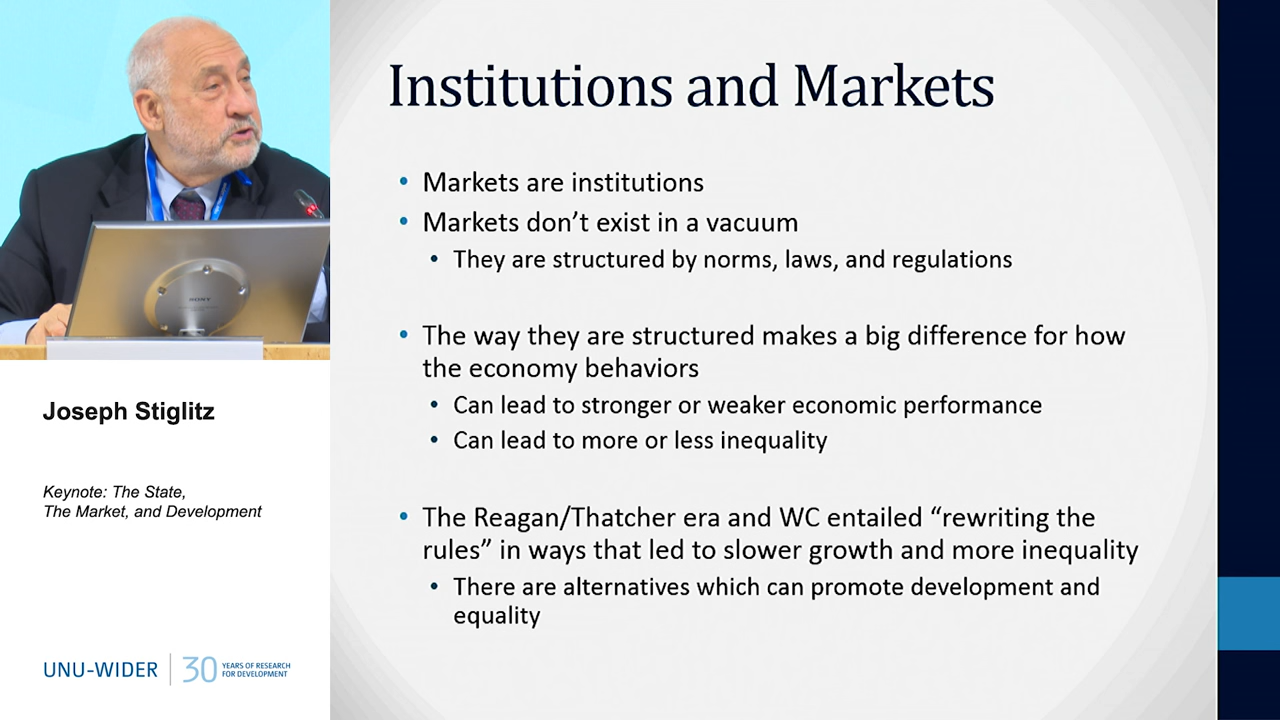 Institutions and Markets
• Markets are institutions
• Markets don’t exist in a vacuum
• They are structured by norms, laws, and regulations
• The way they are structured makes a big difference for how
the economy behaviors
• Can lead to stronger or weaker economic performance
• Can lead to more or less inequality
• The Reagan/Thatcher era and WC entailed “rewriting the
rules” in ways that led to slower growth and more inequality
• There are alternatives which can promote development and
equality
SONY
Joseph Stiglitz
Keynote: The State,
The Market, and Development
UNU-WIDER
30
YEARS OF RESEARCH
FOR DEVELOPMENT